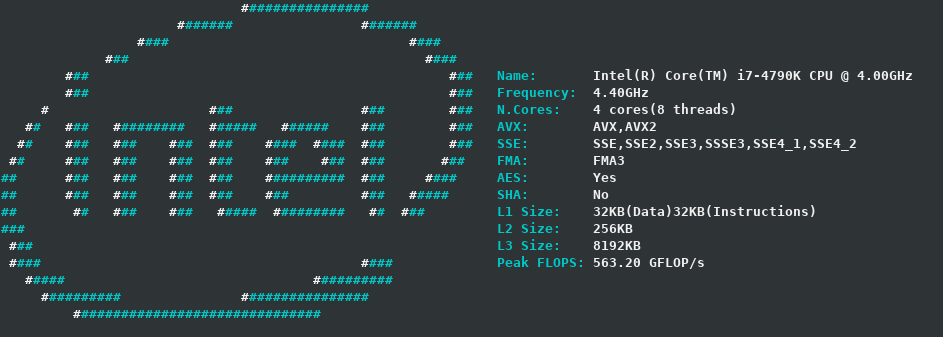 intel
Name: Intel(R) Core(TM) i7-4790K CPU @ 4.00GHz
Frequency: 4.40GHz
N.Cores: 4 cores(8 threads)
AVX: AVX,AVX2
SSE: SSE,SSE2,SSE3,SSSE3,SSE4_1,SSE4_2
FMA: FMA3
AES: Yes
SHA: No
L1 Size: 32KB(Data)32KB(Instructions)
L2 Size: 256KB
L3 Size: 8192KB
Peak FLOPS: 563.20 GFLOP/s